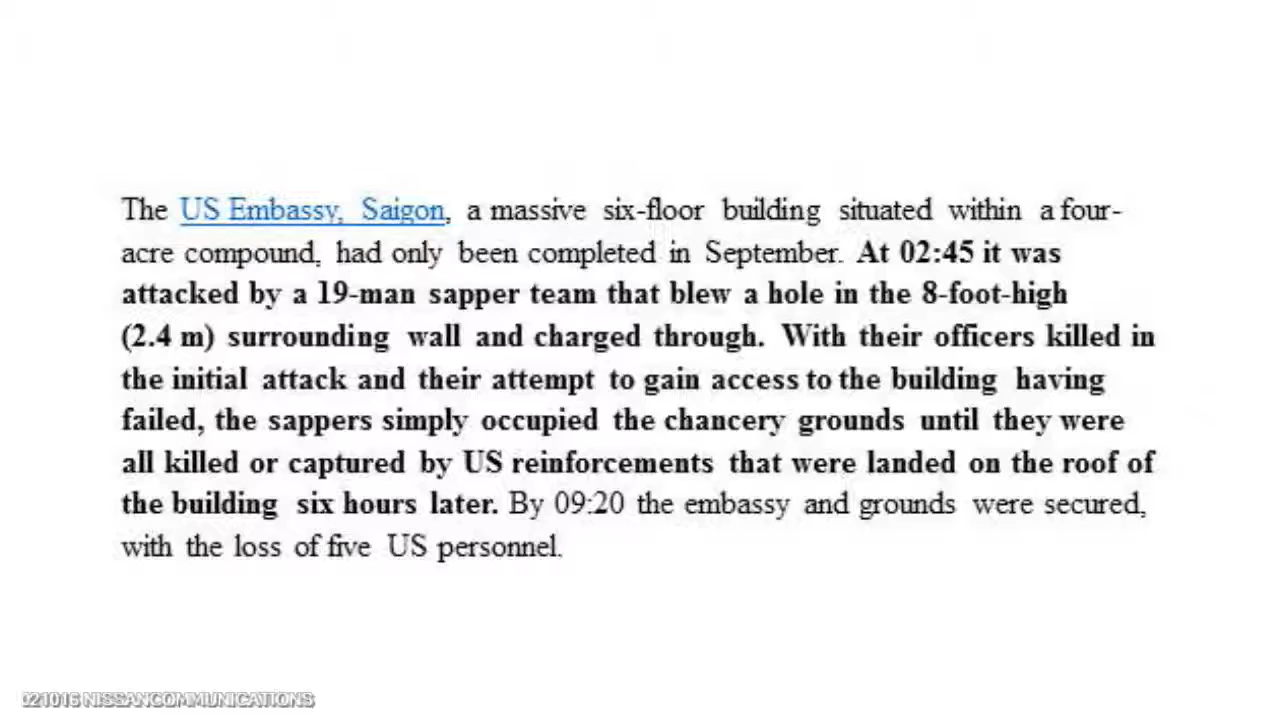 The US Embassy, Saigon, a massive six-floor building situated within a four-
acre compound, had only been completed in September. At 02:45 it was
attacked by a 19-man sapper team that blew a hole in the 8-foot-high
(2.4 m) surrounding wall and charged through. With their officers killed in
the initial attack and their attempt to gain access to the building having
failed, the sappers simply occupied the chancery grounds until they were
all killed or captured by US reinforcements that were landed on the roof of
the building six hours later. By 09:20 the embassy and grounds were secured,
with the loss of five US personnel.
021016 NISSANCOMMUNICATIONS